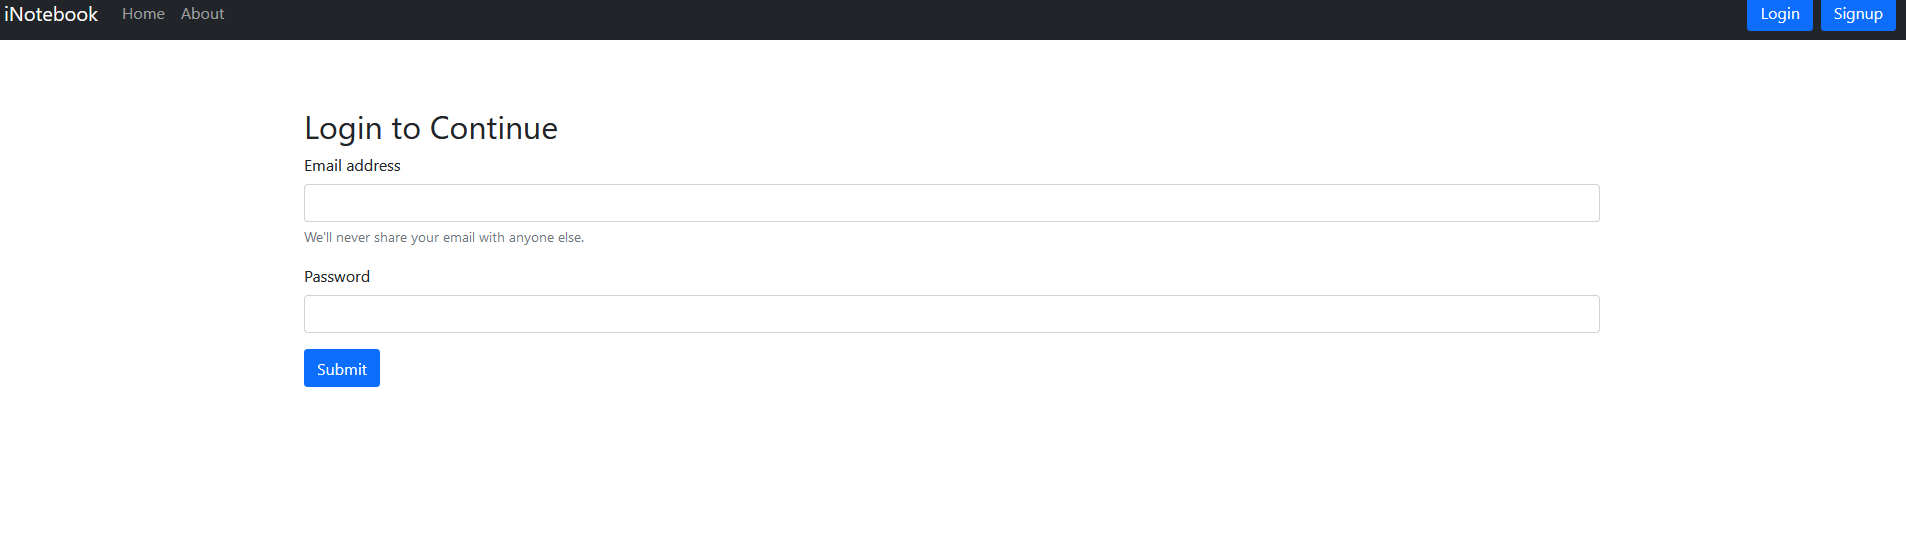 iNotebook Home About Login Signup
Login to Continue
Email address
We'll never share your email with anyone else.
Password
Submit